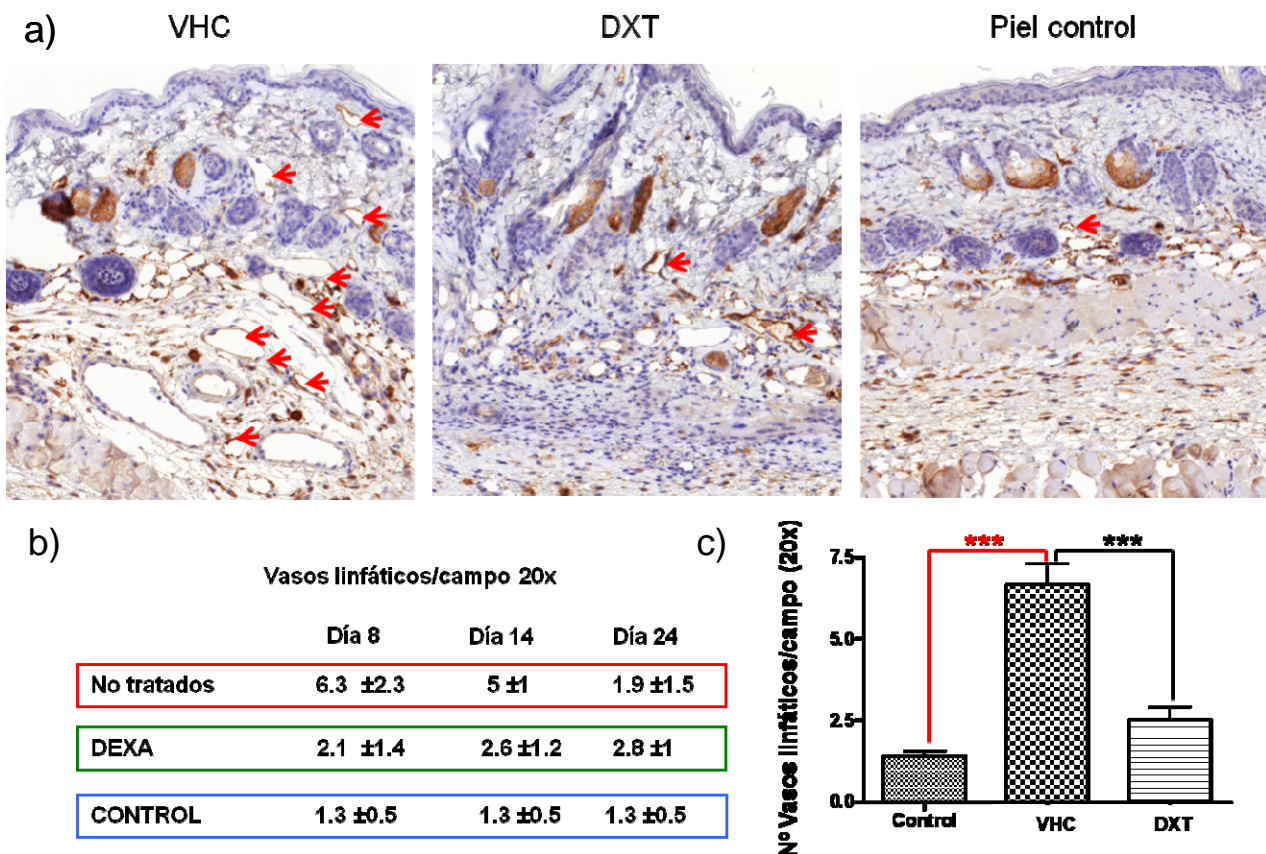 a)
VHC
DXT
Piel control
b)
Vasos linfáticos/campo 20x
Día 8 Día 14 Día 24
No tratados 6.3 ±2.3 5 ±1 1.9 ±1.5
DEXA 2.1 ±1.4 2.6 ±1.2 2.8 ±1
CONTROL 1.3 ±0.5 1.3 ±0.5 1.3 ±0.5
c)
Nº Vasos linfáticos/campo (20x)
7.5
5.0
2.5
0.0
***
***
Control
VHC
DXT